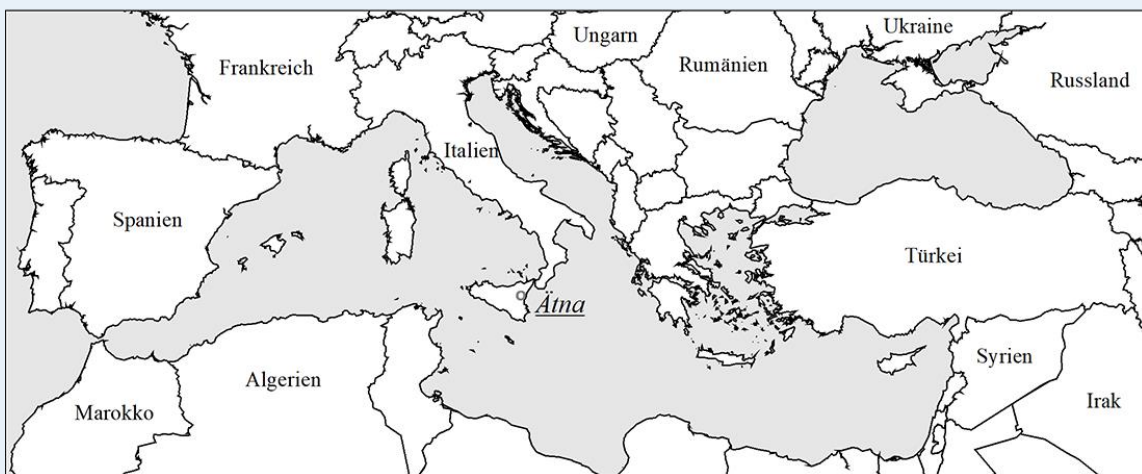 Ukraine
Ungarn
Frankreich
Rumänien
Russland
Italien
Spanien
Türkei
Ätna
Syrien
Algerien
Irak
Marokko